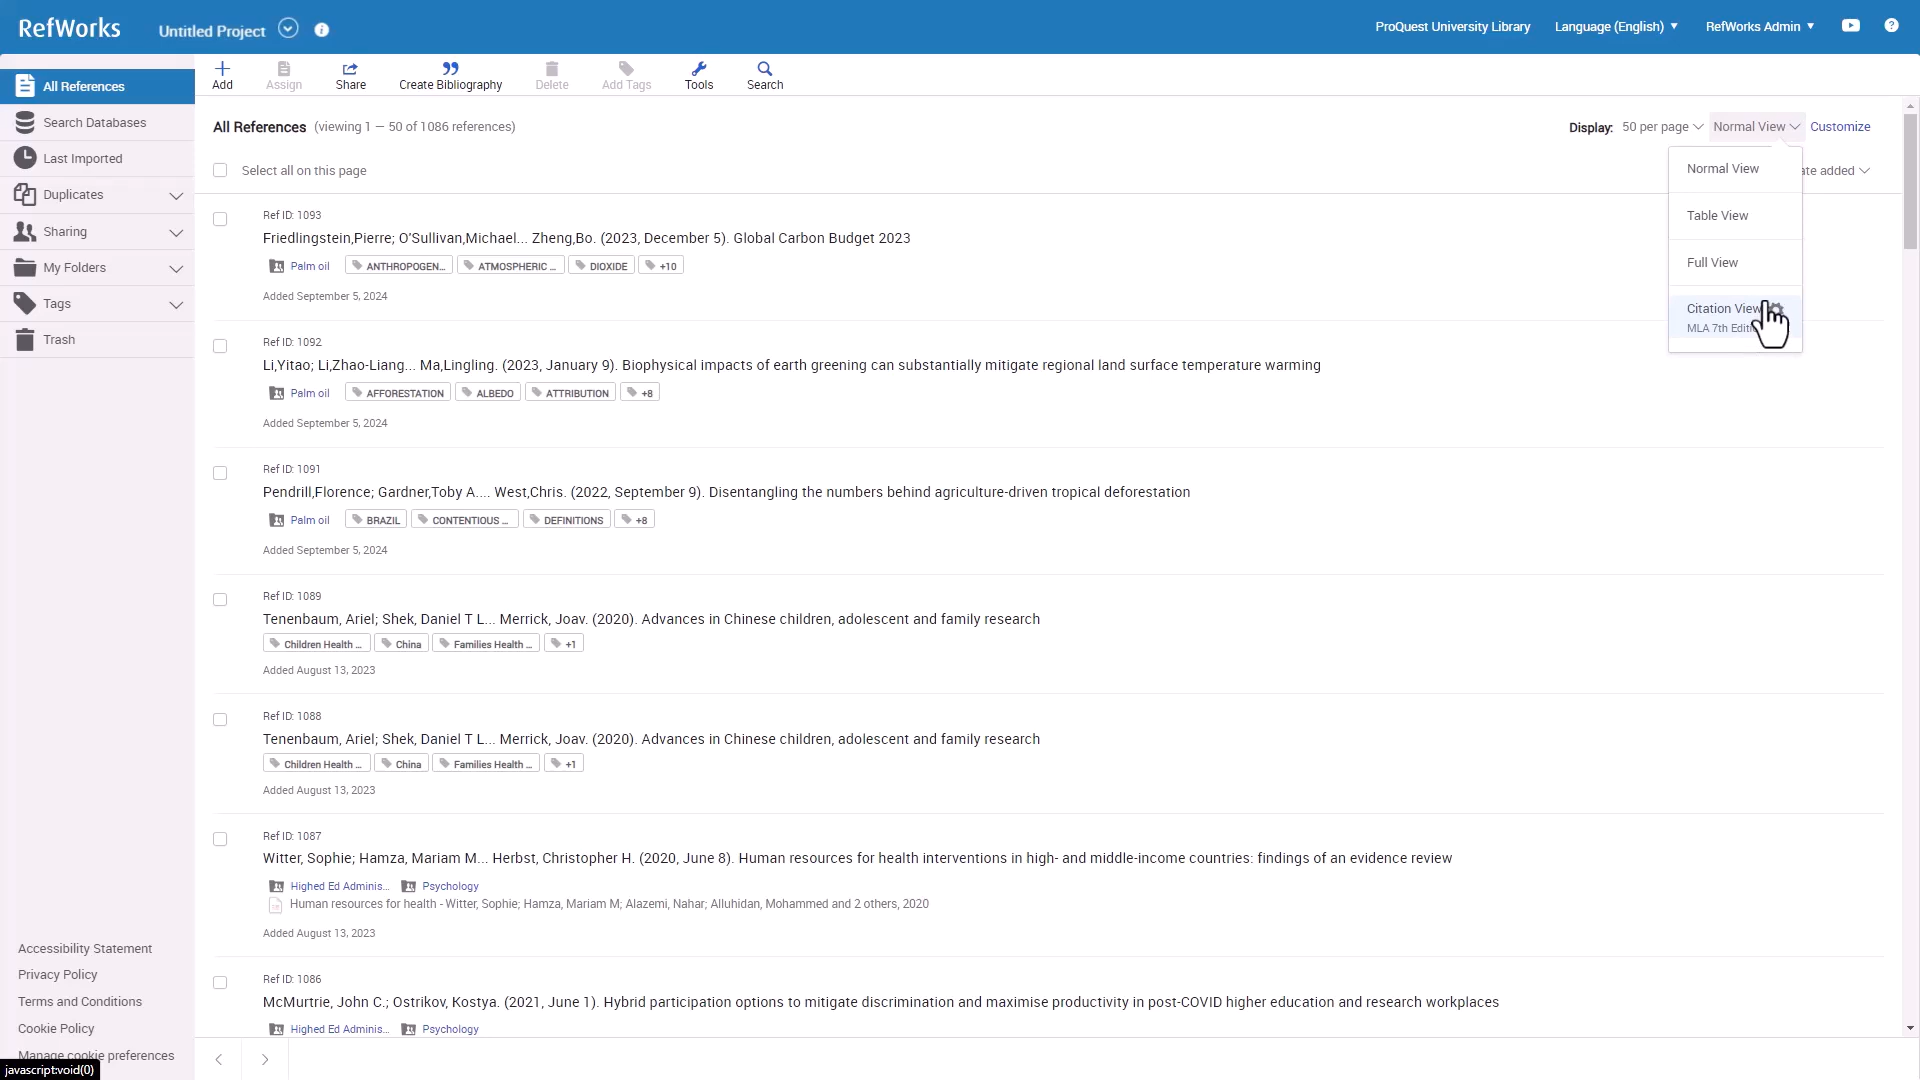 RefWorks
Untitled Project
ProQuest University Library
Language (English)
RefWorks Admin
Add
Assign
Share
Create Bibliography
Delete
Add Tags
Tools
Search
All References
Search Databases
Last Imported
Duplicates
Sharing
My Folders
Tags
Trash
All References (viewing 1 — 50 of 1086 references)
Display: 50 per page Normal View Customize
Select all on this page
ate added
Normal View
Table View
Full View
Citation View
MLA 7th Editi
Ref ID: 1093
Friedlingstein,Pierre; O'Sullivan,Michael... Zheng,Bo. (2023, December 5). Global Carbon Budget 2023
Palm oil ANTHROPOGEN... ATMOSPHERIC ... DIOXIDE +10
Added September 5, 2024
Ref ID: 1092
Li,Yitao; Li,Zhao-Liang... Ma,Lingling. (2023, January 9). Biophysical impacts of earth greening can substantially mitigate regional land surface temperature warming
Palm oil AFFORESTATION ALBEDO ATTRIBUTION +8
Added September 5, 2024
Ref ID: 1091
Pendrill,Florence; Gardner,Toby A.... West,Chris. (2022, September 9). Disentangling the numbers behind agriculture-driven tropical deforestation
Palm oil BRAZIL CONTENTIOUS ... DEFINITIONS +8
Added September 5, 2024
Ref ID: 1089
Tenenbaum, Ariel; Shek, Daniel T L... Merrick, Joav. (2020). Advances in Chinese children, adolescent and family research
Children Health ... China Families Health ... +1
Added August 13, 2023
Ref ID: 1088
Tenenbaum, Ariel; Shek, Daniel T L... Merrick, Joav. (2020). Advances in Chinese children, adolescent and family research
Children Health ... China Families Health ... +1
Added August 13, 2023
Ref ID: 1087
Witter, Sophie; Hamza, Mariam M... Herbst, Christopher H. (2020, June 8). Human resources for health interventions in high- and middle-income countries: findings of an evidence review
Highed Ed Adminis... Psychology
Human resources for health - Witter, Sophie; Hamza, Mariam M; Alazemi, Nahar; Alluhidan, Mohammed and 2 others, 2020
Added August 13, 2023
Ref ID: 1086
McMurtrie, John C.; Ostrikov, Kostya. (2021, June 1). Hybrid participation options to mitigate discrimination and maximise productivity in post-COVID higher education and research workplaces
Highed Ed Adminis... Psychology
Accessibility Statement
Privacy Policy
Terms and Conditions
Cookie Policy
Manage cookie preferences
javascript:void(0)